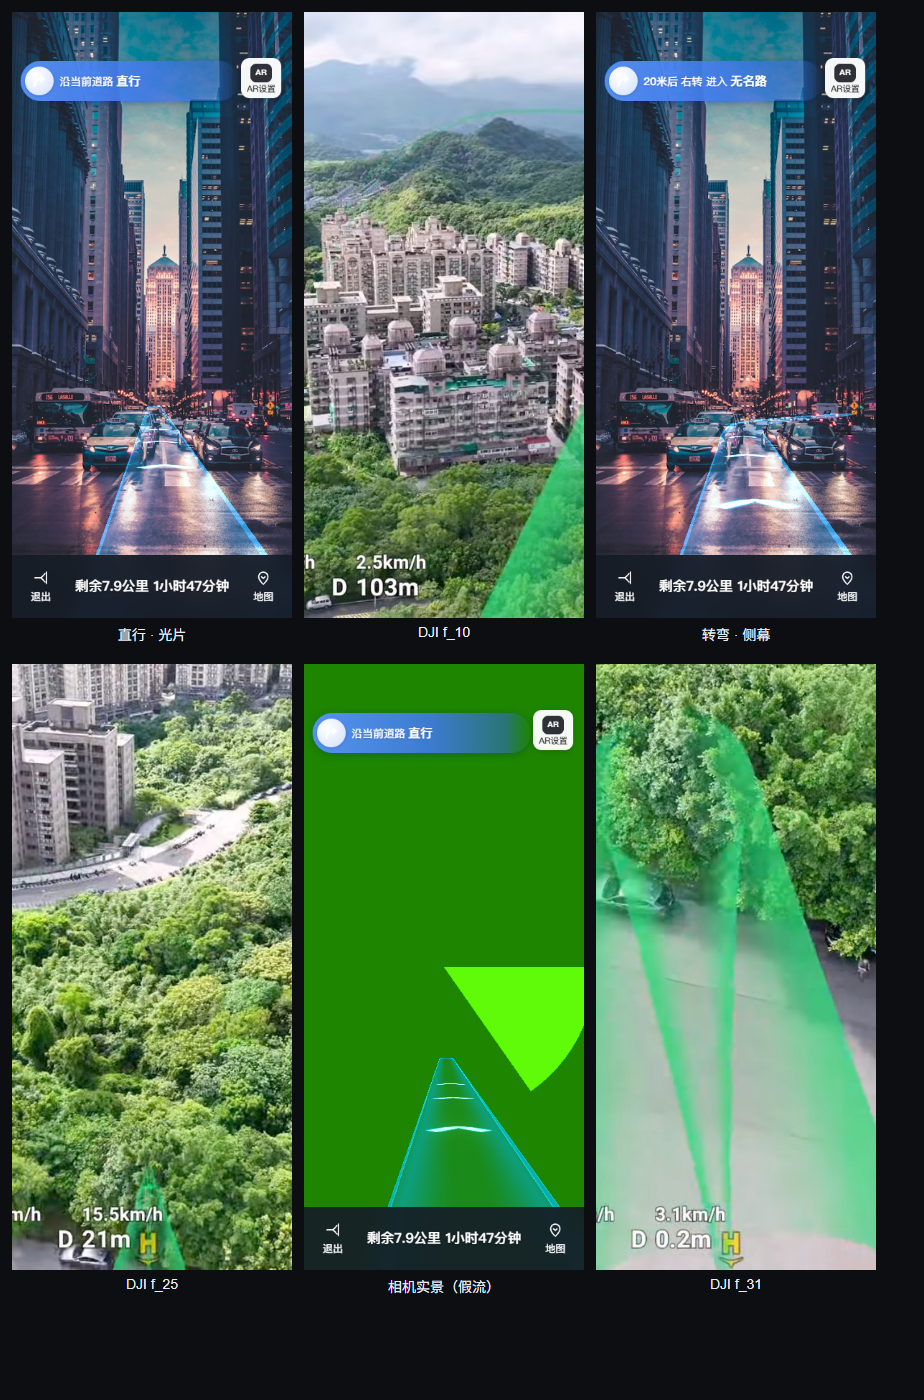 沿当前道路 直行
AR
AR设置
退出
剩余7.9公里 1小时47分钟
地图
直行 · 光片
h
2.5km/h
D 103m
DJI f_10
20米后 右转 进入 无名路
AR
AR设置
退出
剩余7.9公里 1小时47分钟
地图
转弯 · 侧幕
m/h
15.5km/h
D 21m H
DJI f_25
沿当前道路 直行
AR
AR设置
退出
剩余7.9公里 1小时47分钟
地图
相机实景（假流）
/h
3.1km/h
D 0.2m H
DJI f_31